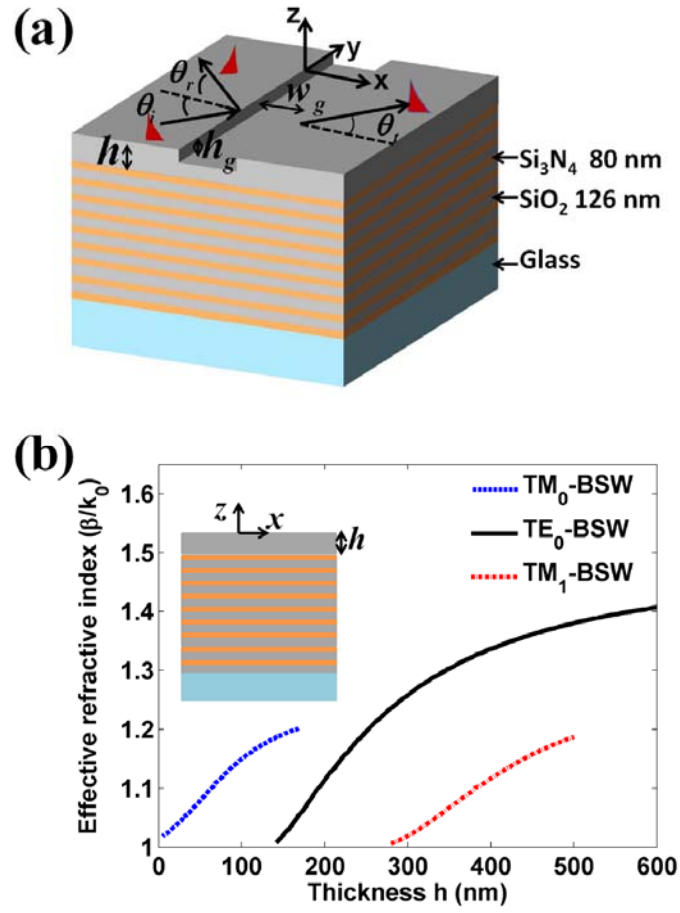 (a)
z
y
x
θr
θi
wg
θt
h
hg
Si₃N₄ 80 nm
SiO₂ 126 nm
Glass
(b)
Effective refractive index (β/k₀)
1.6
1.5
1.4
1.3
1.2
1.1
1
z
x
h
TM₀-BSW
TE₀-BSW
TM₁-BSW
0 100 200 300 400 500 600
Thickness h (nm)